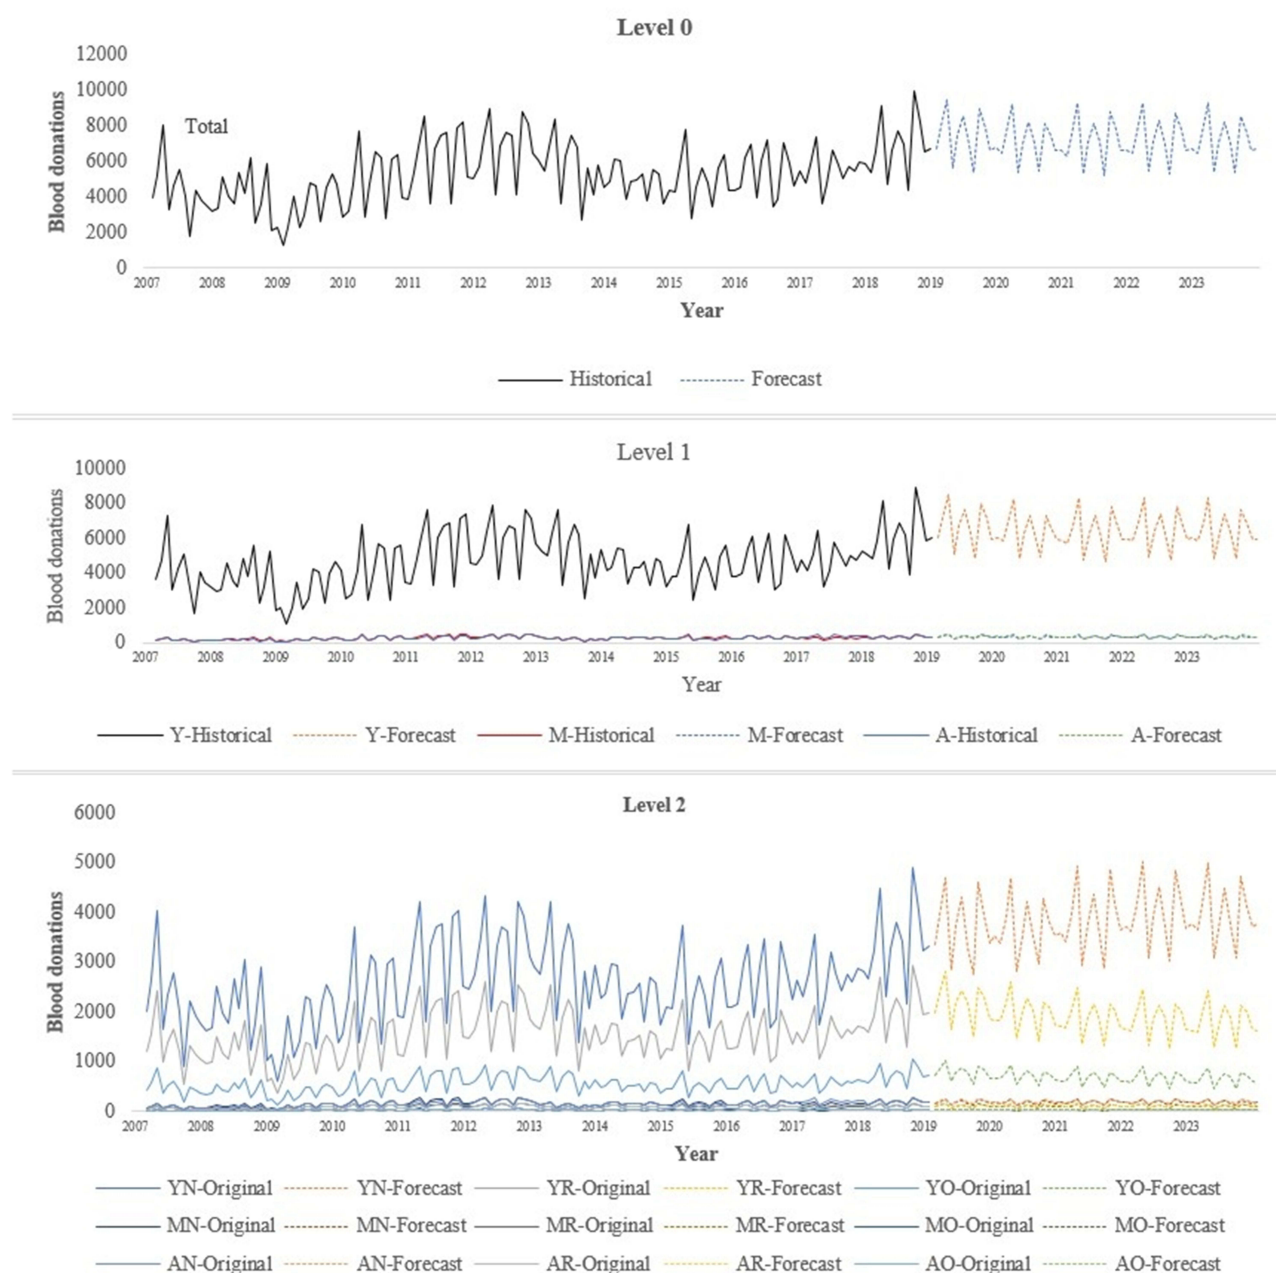 Level 0
12000
10000
8000
6000
4000
2000
0
Blood donations
Total
2007 2008 2009 2010 2011 2012 2013 2014 2015 2016 2017 2018 2019 2020 2021 2022 2023
Year
Historical Forecast
Level 1
10000
8000
6000
4000
2000
0
Blood donations
2007 2008 2009 2010 2011 2012 2013 2014 2015 2016 2017 2018 2019 2020 2021 2022 2023
Year
Y-Historical Y-Forecast M-Historical M-Forecast A-Historical A-Forecast
Level 2
6000
5000
4000
3000
2000
1000
0
Blood donations
2007 2008 2009 2010 2011 2012 2013 2014 2015 2016 2017 2018 2019 2020 2021 2022 2023
Year
YN-Original YN-Forecast YR-Original YR-Forecast YO-Original YO-Forecast
MN-Original MN-Forecast MR-Original MR-Forecast MO-Original MO-Forecast
AN-Original AN-Forecast AR-Original AR-Forecast AO-Original AO-Forecast